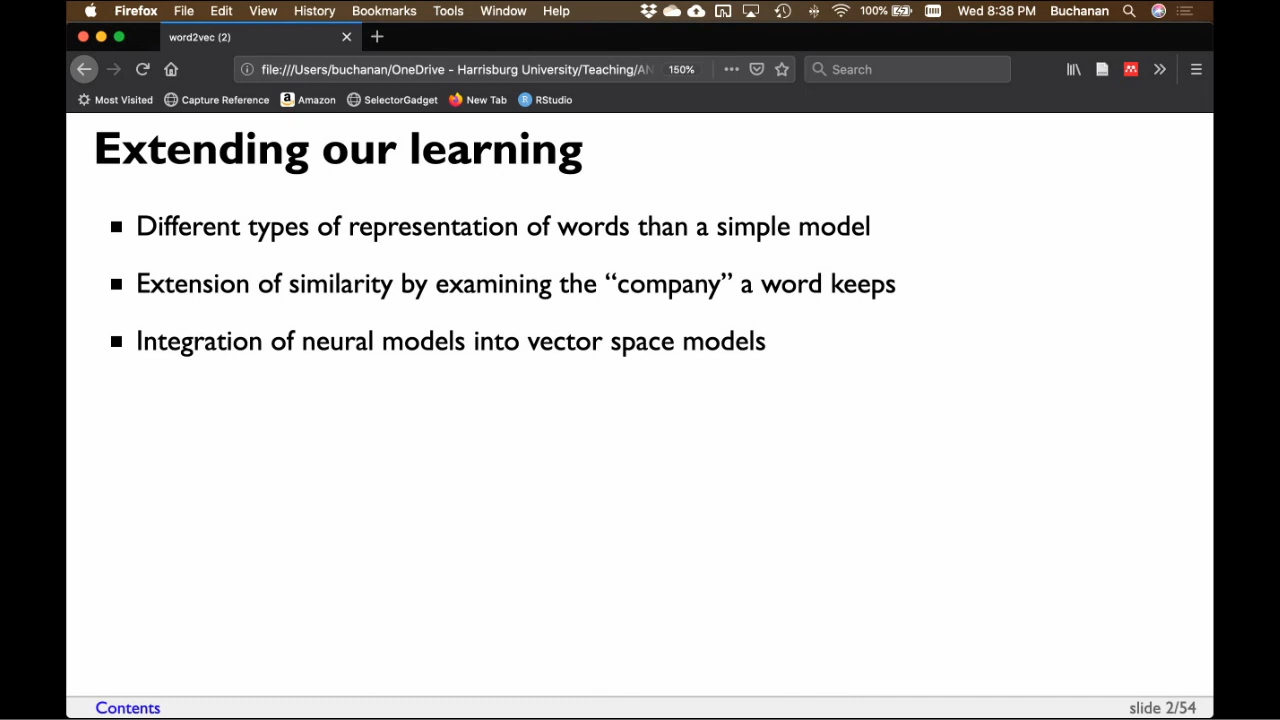 Firefox File Edit View History Bookmarks Tools Window Help 100% Wed 8:38 PM Buchanan
word2vec (2)
file:///Users/buchanan/OneDrive - Harrisburg University/Teaching/AN 150% Search
Most Visited Capture Reference Amazon SelectorGadget New Tab RStudio
Extending our learning
Different types of representation of words than a simple model
Extension of similarity by examining the “company” a word keeps
Integration of neural models into vector space models
Contents slide 2/54